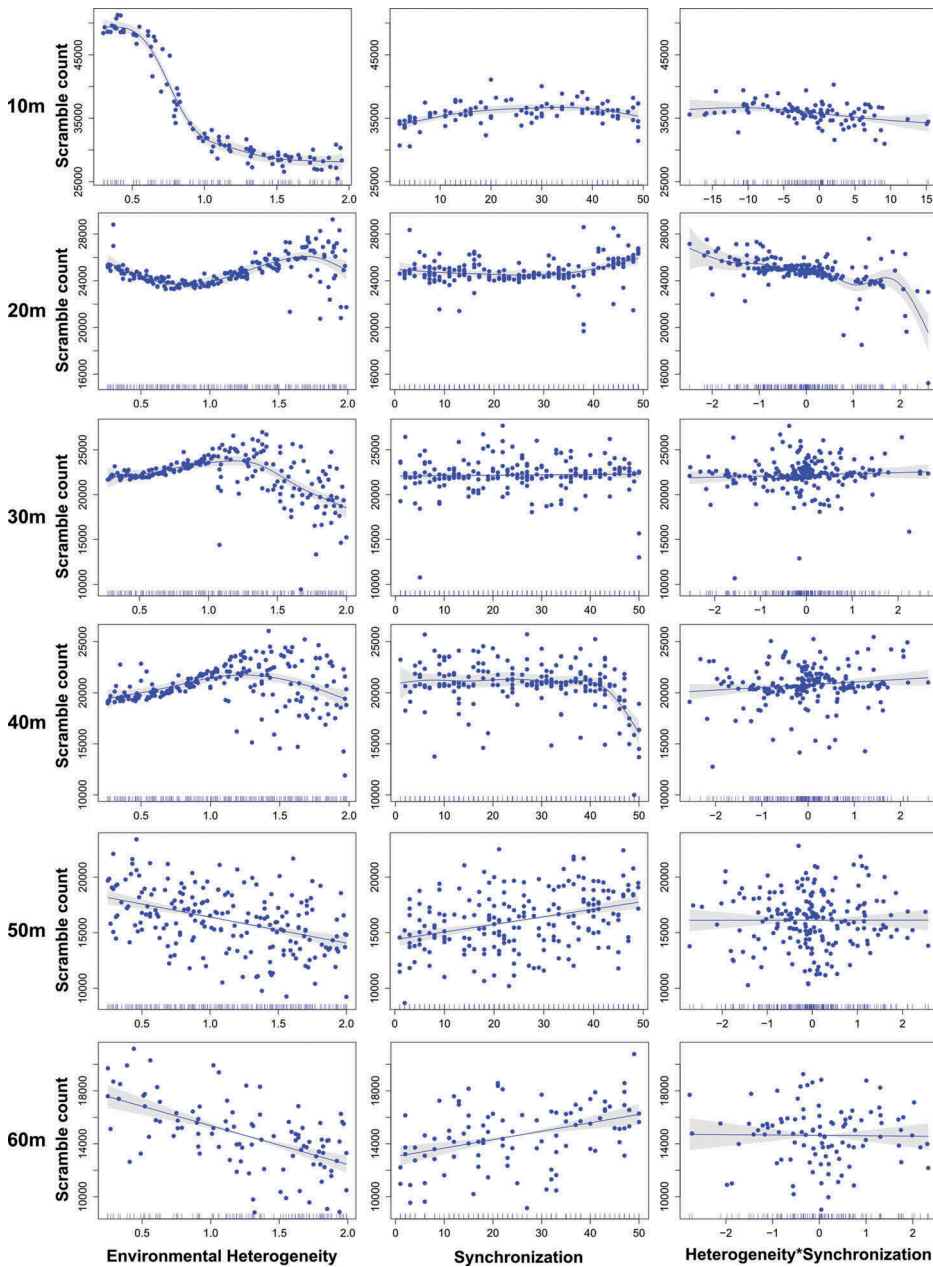 10m
Scramble count
25000 35000 45000
0.5 1.0 1.5 2.0
25000 35000 45000
10 20 30 40 50
25000 35000 45000
−15 −10 −5 0 5 10 15
20m
Scramble count
16000 20000 24000 28000
0.5 1.0 1.5 2.0
16000 20000 24000 28000
0 10 20 30 40 50
16000 20000 24000 28000
−2 −1 0 1 2
30m
Scramble count
10000 15000 20000 25000
0.5 1.0 1.5 2.0
10000 15000 20000 25000
0 10 20 30 40 50
10000 15000 20000 25000
−2 −1 0 1 2
40m
Scramble count
10000 15000 20000 25000
0.5 1.0 1.5 2.0
10000 15000 20000 25000
0 10 20 30 40 50
10000 15000 20000 25000
−2 −1 0 1 2
50m
Scramble count
10000 15000 20000
0.5 1.0 1.5 2.0
10000 15000 20000
0 10 20 30 40 50
10000 15000 20000
−2 −1 0 1 2
60m
Scramble count
10000 14000 18000
0.5 1.0 1.5 2.0
10000 14000 18000
0 10 20 30 40 50
10000 14000 18000
−2 −1 0 1 2
Environmental Heterogeneity
Synchronization
Heterogeneity*Synchronization